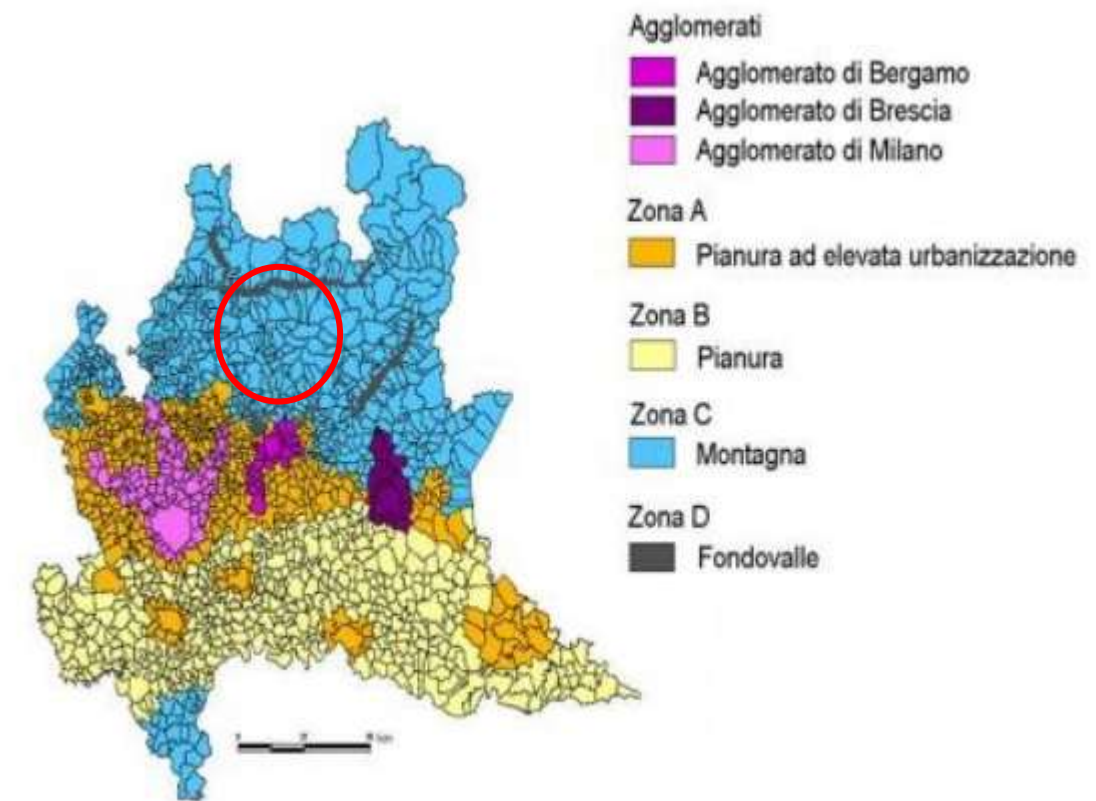 Agglomerati
Agglomerato di Bergamo
Agglomerato di Brescia
Agglomerato di Milano
Zona A
Pianura ad elevata urbanizzazione
Zona B
Pianura
Zona C
Montagna
Zona D
Fondovalle